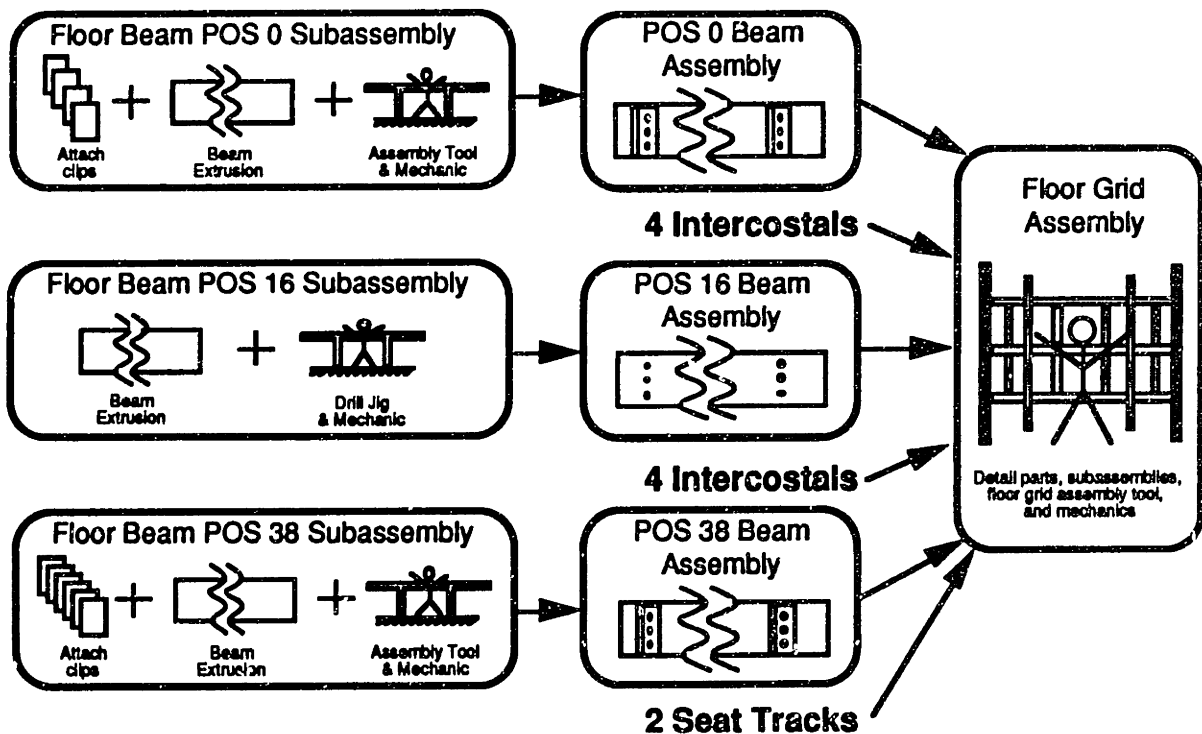 Floor Beam POS 0 Subassembly
Attach
clips
Beam
Extrusion
Assembly Tool
& Mechanic
POS 0 Beam
Assembly
4 Intercostals
Floor Beam POS 16 Subassembly
Beam
Extrusion
Drill Jig
& Mechanic
POS 16 Beam
Assembly
4 Intercostals
Floor Beam POS 38 Subassembly
Attach
clips
Beam
Extrusion
Assembly Tool
& Mechanic
POS 38 Beam
Assembly
2 Seat Tracks
Floor Grid
Assembly
Detail parts, subassemblies,
floor grid assembly tool,
and mechanics